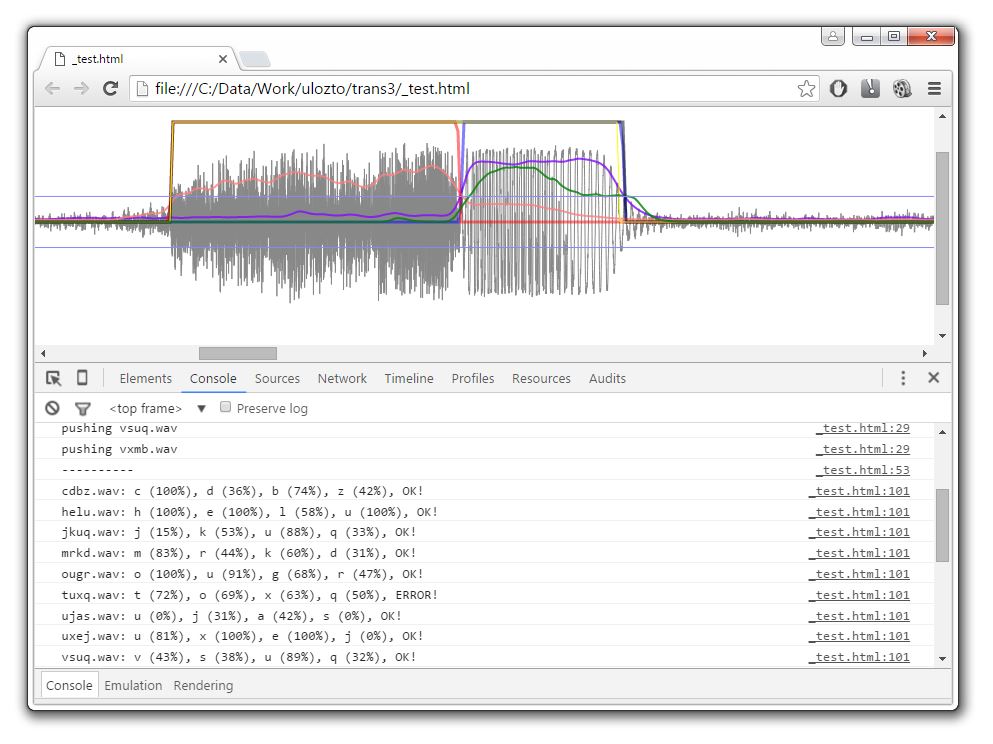 _test.html
file:///C:/Data/Work/ulozto/trans3/_test.html
Elements Console Sources Network Timeline Profiles Resources Audits
<top frame> ▼ Preserve log
pushing vsuq.wav _test.html:29
pushing vxmb.wav _test.html:29
---------- _test.html:53
cdbz.wav: c (100%), d (36%), b (74%), z (42%), OK! _test.html:101
helu.wav: h (100%), e (100%), l (58%), u (100%), OK! _test.html:101
jkuq.wav: j (15%), k (53%), u (88%), q (33%), OK! _test.html:101
mrkd.wav: m (83%), r (44%), k (60%), d (31%), OK! _test.html:101
ougr.wav: o (100%), u (91%), g (68%), r (47%), OK! _test.html:101
tuxq.wav: t (72%), o (69%), x (63%), q (50%), ERROR! _test.html:101
ujas.wav: u (0%), j (31%), a (42%), s (0%), OK! _test.html:101
uxej.wav: u (81%), x (100%), e (100%), j (0%), OK! _test.html:101
vsuq.wav: v (43%), s (38%), u (89%), q (32%), OK! _test.html:101
Console Emulation Rendering